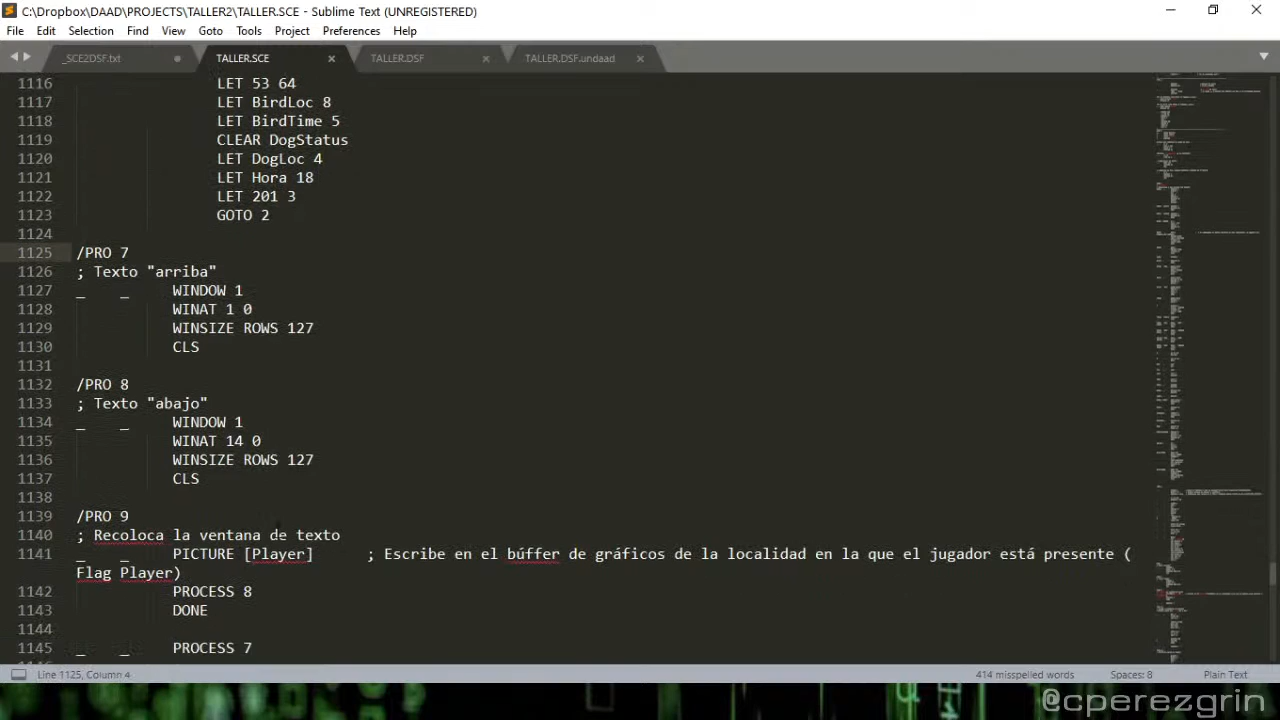 C:\Dropbox\DAAD\PROJECTS\TALLER2\TALLER.SCE - Sublime Text (UNREGISTERED)
File Edit Selection Find View Goto Tools Project Preferences Help
_SCE2DSF.txt TALLER.SCE TALLER.DSF TALLER.DSF.undaad
1116 LET 53 64
1117 LET BirdLoc 8
1118 LET BirdTime 5
1119 CLEAR DogStatus
1120 LET DogLoc 4
1121 LET Hora 18
1122 LET 201 3
1123 GOTO 2
1124
1125 /PRO 7
1126 ; Texto "arriba"
1127 _ _ WINDOW 1
1128 WINAT 1 0
1129 WINSIZE ROWS 127
1130 CLS
1131
1132 /PRO 8
1133 ; Texto "abajo"
1134 _ _ WINDOW 1
1135 WINAT 14 0
1136 WINSIZE ROWS 127
1137 CLS
1138
1139 /PRO 9
1140 ; Recoloca la ventana de texto
1141 _ _ PICTURE [Player] ; Escribe en el búffer de gráficos de la localidad en la que el jugador está presente (
Flag Player)
1142 PROCESS 8
1143 DONE
1144
1145 _ _ PROCESS 7
Line 1125, Column 4 414 misspelled words Spaces: 8 Plain Text
@cperezgrin